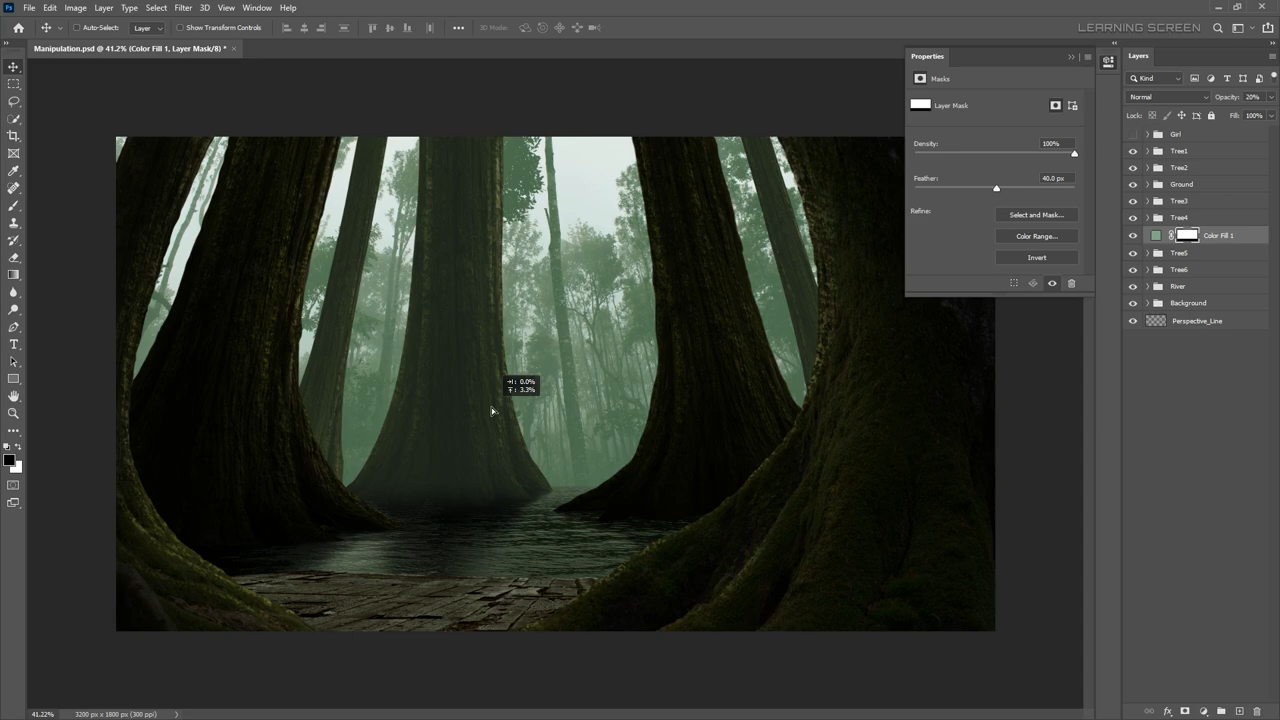 Ps File Edit Image Layer Type Select Filter 3D View Window Help
Auto-Select: Layer Show Transform Controls 3D Mode: LEARNING SCREEN
Manipulation.psd @ 41.2% (Color Fill 1, Layer Mask/8) * ×
Properties
Masks
Layer Mask
Density: 100%
Feather: 40.0 px
Refine:
Select and Mask...
Color Range...
Invert
Layers
Kind
Normal Opacity: 20%
Lock: Fill: 100%
Girl
Tree1
Tree2
Ground
Tree3
Tree4
Color Fill 1
Tree5
Tree6
River
Background
Perspective_Line
0.0%
3.3%
41.22% 3200 px x 1800 px (300 ppi)